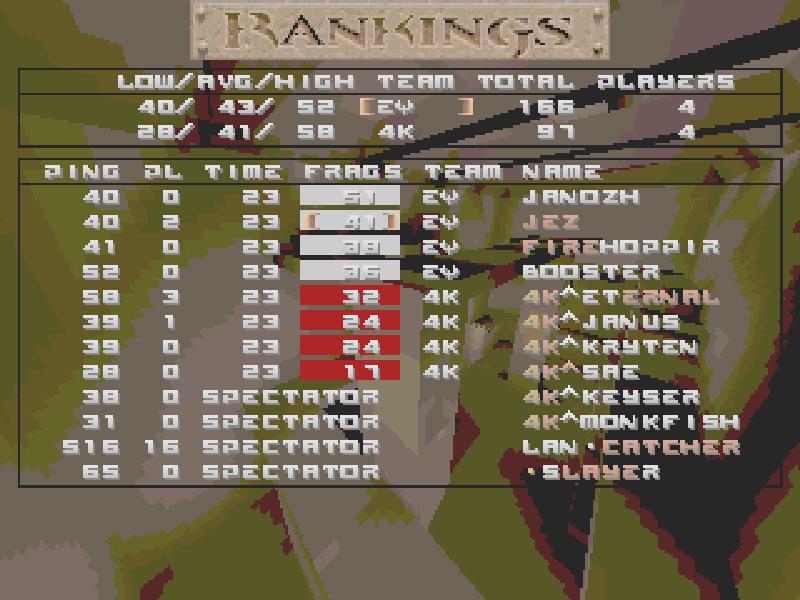 RANKINGS
LOW/AVG/HIGH TEAM TOTAL PLAYERS
40/ 43/ 52 [EV ] 166 4
28/ 41/ 58 4K 97 4
PING PL TIME FRAGS TEAM NAME
40 0 23 51 EV JANOZH
40 2 23 [ 41] EV JEZ
41 0 23 38 EV FIREHOPPIR
52 0 23 36 EV BOOSTER
58 3 23 32 4K 4K^ETERNAL
39 1 23 24 4K 4K^JANUS
39 0 23 24 4K 4K^KRYTEN
28 0 23 17 4K 4K^SAE
38 0 SPECTATOR 4K^KEYSER
31 0 SPECTATOR 4K^MONKFISH
516 16 SPECTATOR LAN·CATCHER
65 0 SPECTATOR ·SLAYER